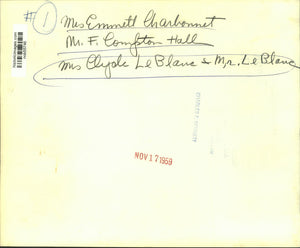 # 1
Mrs Emmett Charbonnet
Mr. F. Compton Hall
Mrs Clyde LeBlanc & Mr. LeBlanc
NOV 17 1959